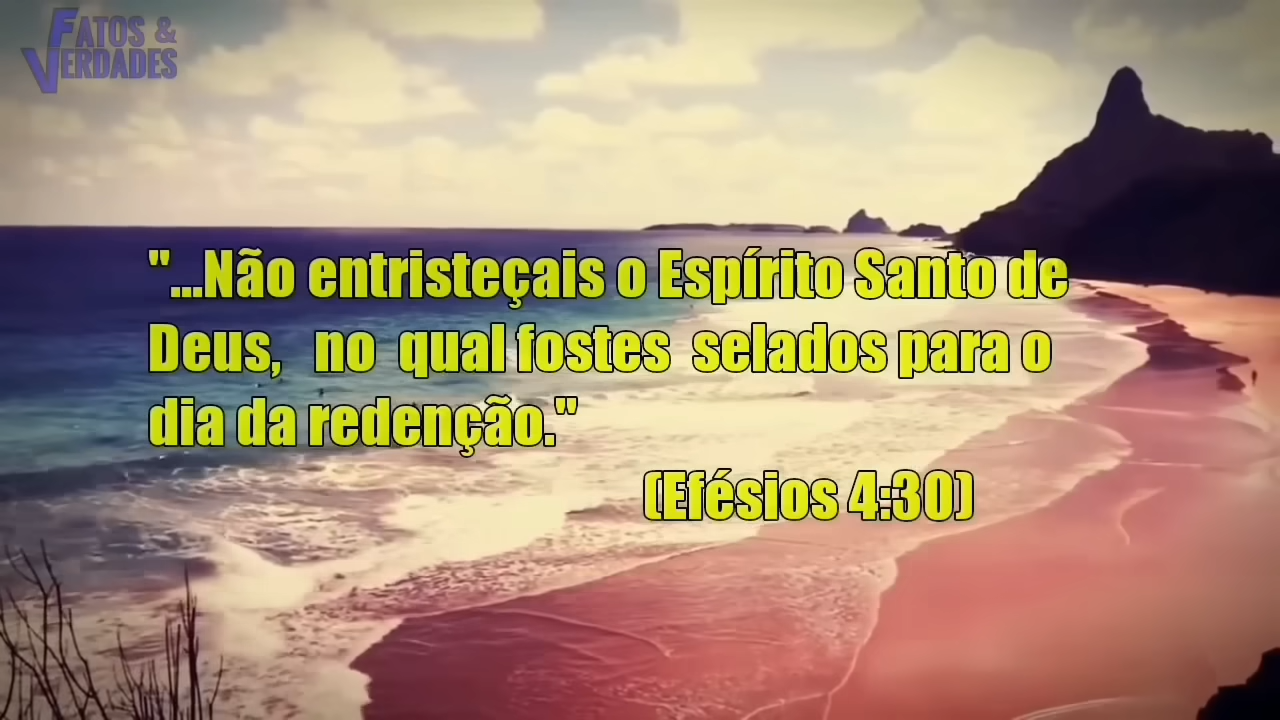 FATOS &
VERDADES
"...Não entristeçais o Espírito Santo de
Deus, no qual fostes selados para o
dia da redenção."
(Efésios 4:30)